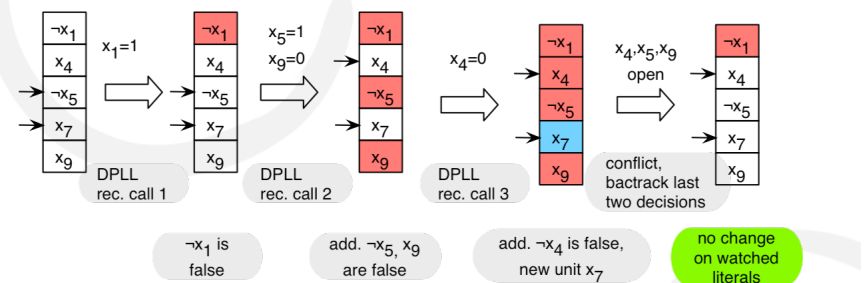 ¬x1
x4
¬x5
x7
x9
x1=1
¬x1
x4
¬x5
x7
x9
x5=1
x9=0
¬x1
x4
¬x5
x7
x9
x4=0
¬x1
x4
¬x5
x7
x9
x4,x5,x9
open
¬x1
x4
¬x5
x7
x9
DPLL
rec. call 1
DPLL
rec. call 2
DPLL
rec. call 3
conflict,
bactrack last
two decisions
¬x1 is
false
add. ¬x5, x9
are false
add. ¬x4 is false,
new unit x7
no change
on watched
literals